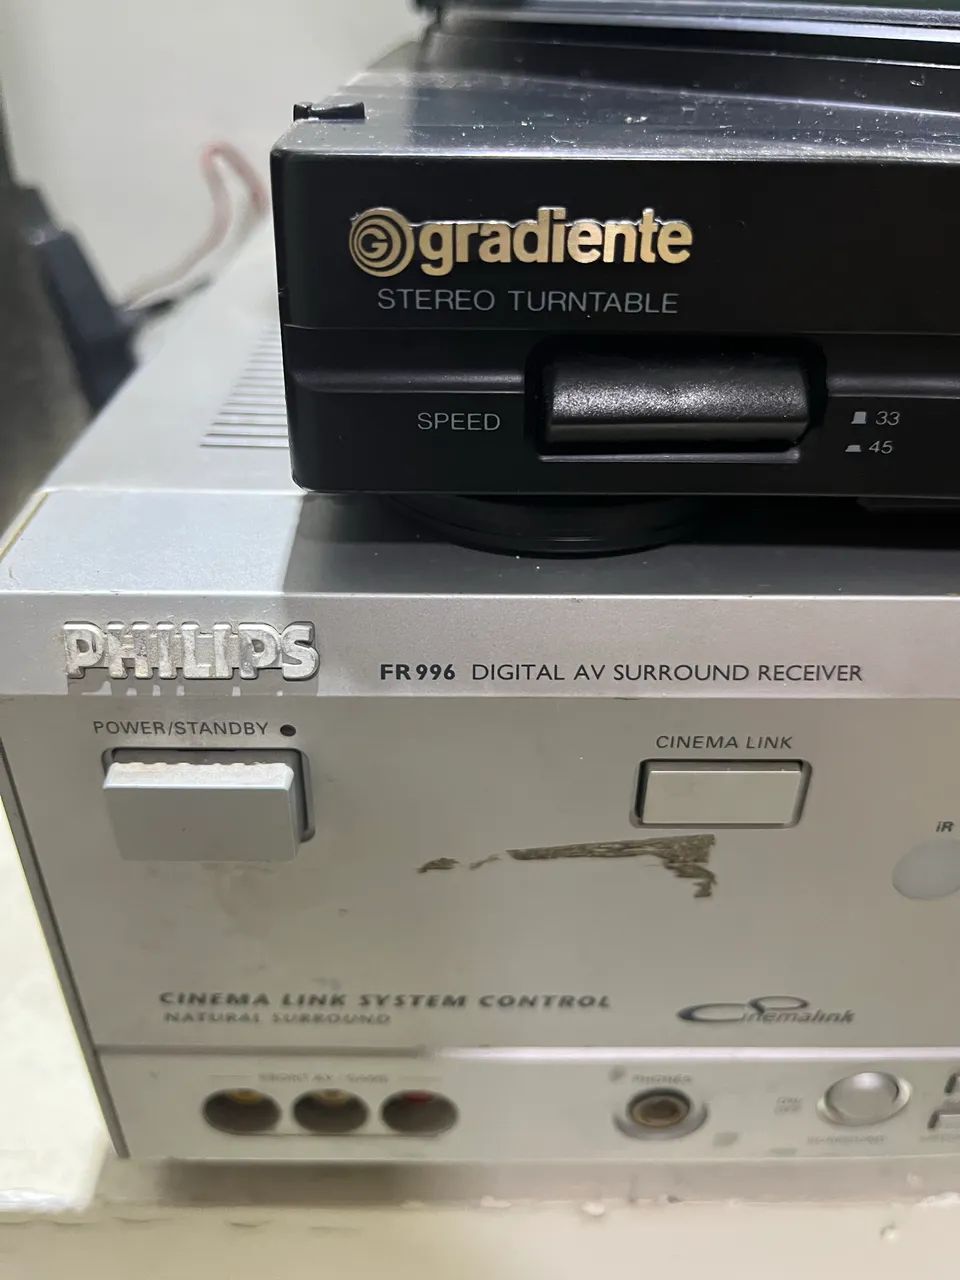 G gradiente
STEREO TURNTABLE
SPEED
33
45
PHILIPS
FR996 DIGITAL AV SURROUND RECEIVER
POWER/STANDBY
CINEMA LINK
iR
CINEMA LINK SYSTEM CONTROL
NATURAL SURROUND
Cinemalink
PHONES